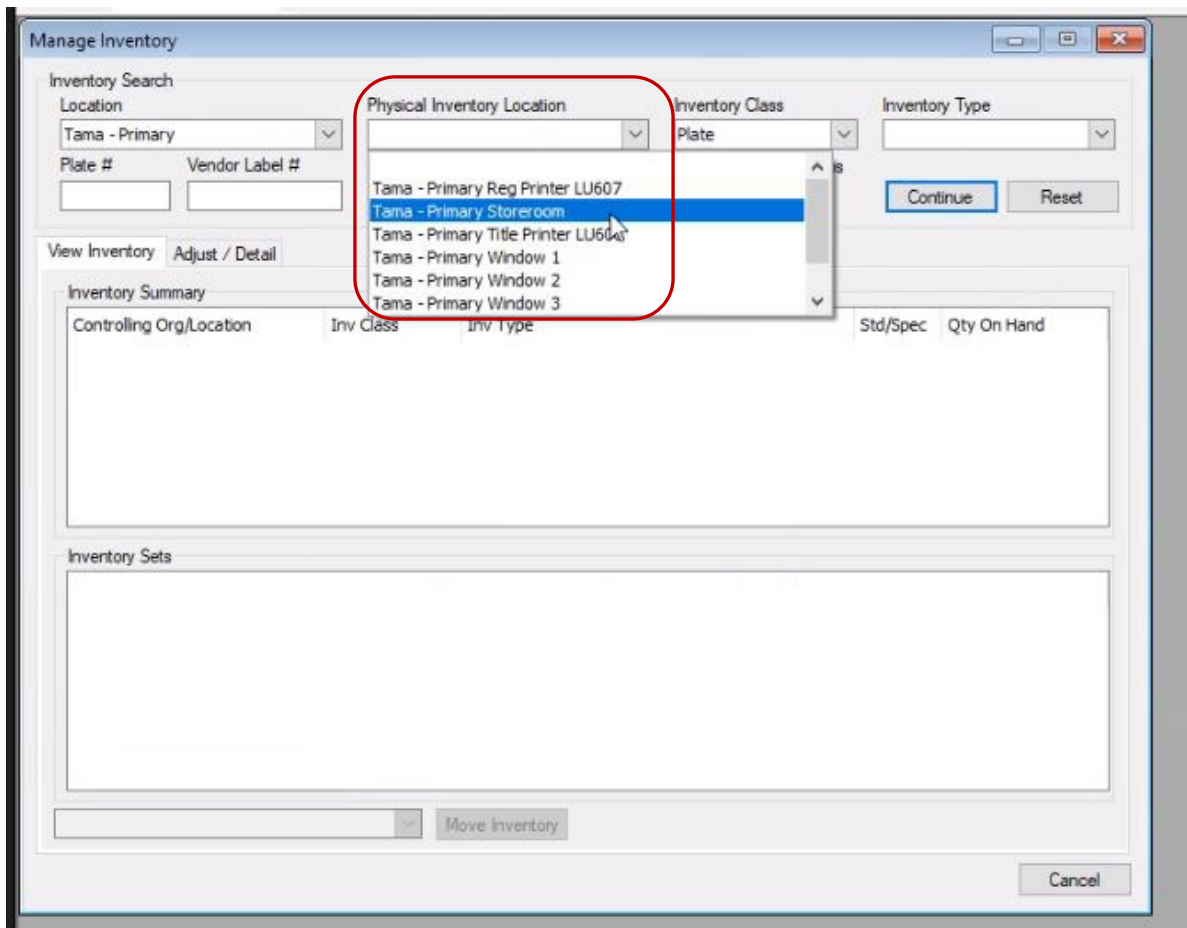 Manage Inventory
Inventory Search
Location
Physical Inventory Location
Inventory Class
Inventory Type
Tama - Primary
Plate
Plate #
Vendor Label #
Tama - Primary Reg Printer LU607
Tama - Primary Storeroom
Tama - Primary Title Printer
Tama - Primary Window 1
Tama - Primary Window 2
Tama - Primary Window 3
Continue
Reset
View Inventory
Adjust / Detail
Inventory Summary
Controlling Org/Location
Inv Class
Inv Type
Std/Spec
Qty On Hand
Inventory Sets
Move Inventory
Cancel